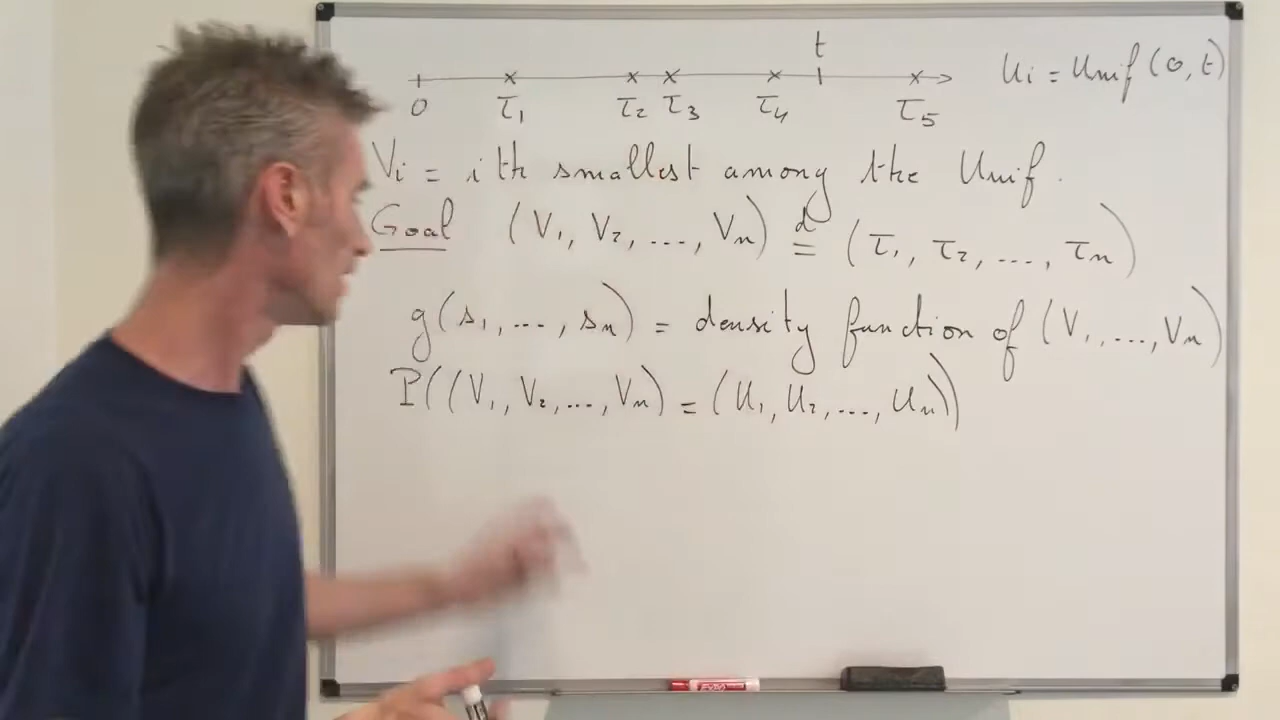 t
0 τ1 τ2 τ3 τ4 τ5 Ui = Unif (0, t)
Vi = i th smallest among the Unif.
Goal (V1, V2, ..., Vn) d= (τ1, τ2, ..., τn)
g(s1, ..., sn) = density function of (V1, ..., Vn)
P((V1, V2, ..., Vn) = (U1, U2, ..., Un))
EXPO